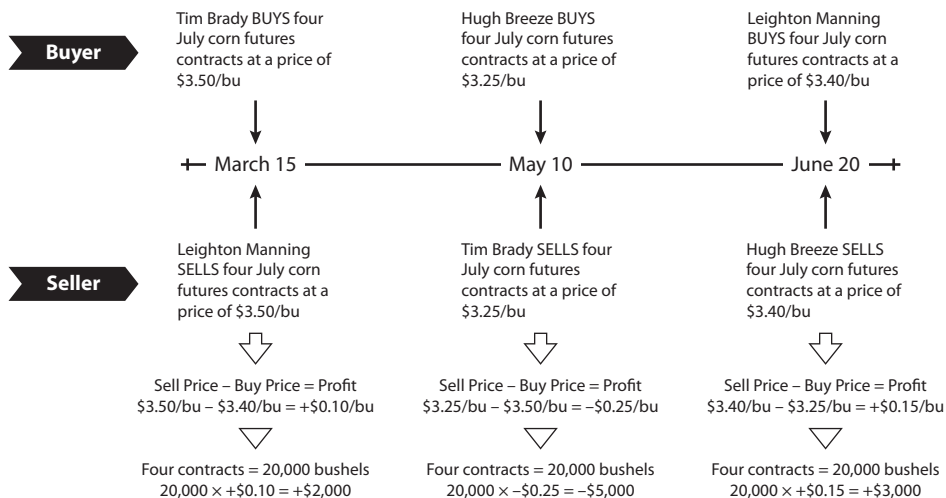 Buyer
Tim Brady BUYS four
July corn futures
contracts at a price of
$3.50/bu
Hugh Breeze BUYS
four July corn futures
contracts at a price of
$3.25/bu
Leighton Manning
BUYS four July corn
futures contracts at a
price of $3.40/bu
March 15
May 10
June 20
Seller
Leighton Manning
SELLS four July corn
futures contracts at a
price of $3.50/bu
Tim Brady SELLS four
July corn futures
contracts at a price of
$3.25/bu
Hugh Breeze SELLS
four July corn futures
contracts at a price of
$3.40/bu
Sell Price – Buy Price = Profit
$3.50/bu – $3.40/bu = +$0.10/bu
Sell Price – Buy Price = Profit
$3.25/bu – $3.50/bu = –$0.25/bu
Sell Price – Buy Price = Profit
$3.40/bu – $3.25/bu = +$0.15/bu
Four contracts = 20,000 bushels
20,000 × +$0.10 = +$2,000
Four contracts = 20,000 bushels
20,000 × –$0.25 = –$5,000
Four contracts = 20,000 bushels
20,000 × +$0.15 = +$3,000